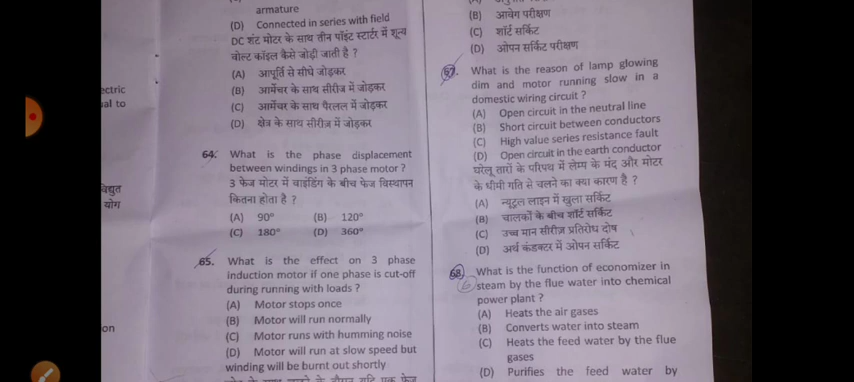 ectric
al to
विद्युत
योग
on
armature
(D) Connected in series with field
DC शंट मोटर के साथ तीन पॉइंट स्टार्टर में शून्य
वोल्ट कॉइल कैसे जोड़ी जाती है ?
(A) आपूर्ति से सीधे जोड़कर
(B) आर्मेचर के साथ सीरीज में जोड़कर
(C) आर्मेचर के साथ पैरलल में जोड़कर
(D) क्षेत्र के साथ सीरीज़ में जोड़कर
64. What is the phase displacement
between windings in 3 phase motor ?
3 फेज मोटर में वाइंडिंग के बीच फेज विस्थापन
कितना होता है ?
(A) 90° (B) 120°
(C) 180° (D) 360°
65. What is the effect on 3 phase
induction motor if one phase is cut-off
during running with loads ?
(A) Motor stops once
(B) Motor will run normally
(C) Motor runs with humming noise
(D) Motor will run at slow speed but
winding will be burnt out shortly
(B) आवेग परीक्षण
(C) शॉर्ट सर्किट
(D) ओपन सर्किट परीक्षण
67. What is the reason of lamp glowing
dim and motor running slow in a
domestic wiring circuit ?
(A) Open circuit in the neutral line
(B) Short circuit between conductors
(C) High value series resistance fault
(D) Open circuit in the earth conductor
घरेलू तारों के परिपथ में लैम्प के मंद और मोटर
के धीमी गति से चलने का क्या कारण है ?
(A) न्यूट्रल लाइन में खुला सर्किट
(B) चालकों के बीच शॉर्ट सर्किट
(C) उच्च मान सीरीज़ प्रतिरोध दोष
(D) अर्थ कंडक्टर में ओपन सर्किट
68. What is the function of economizer in
6 steam by the flue water into chemical
power plant ?
(A) Heats the air gases
(B) Converts water into steam
(C) Heats the feed water by the flue
gases
(D) Purifies the feed water by